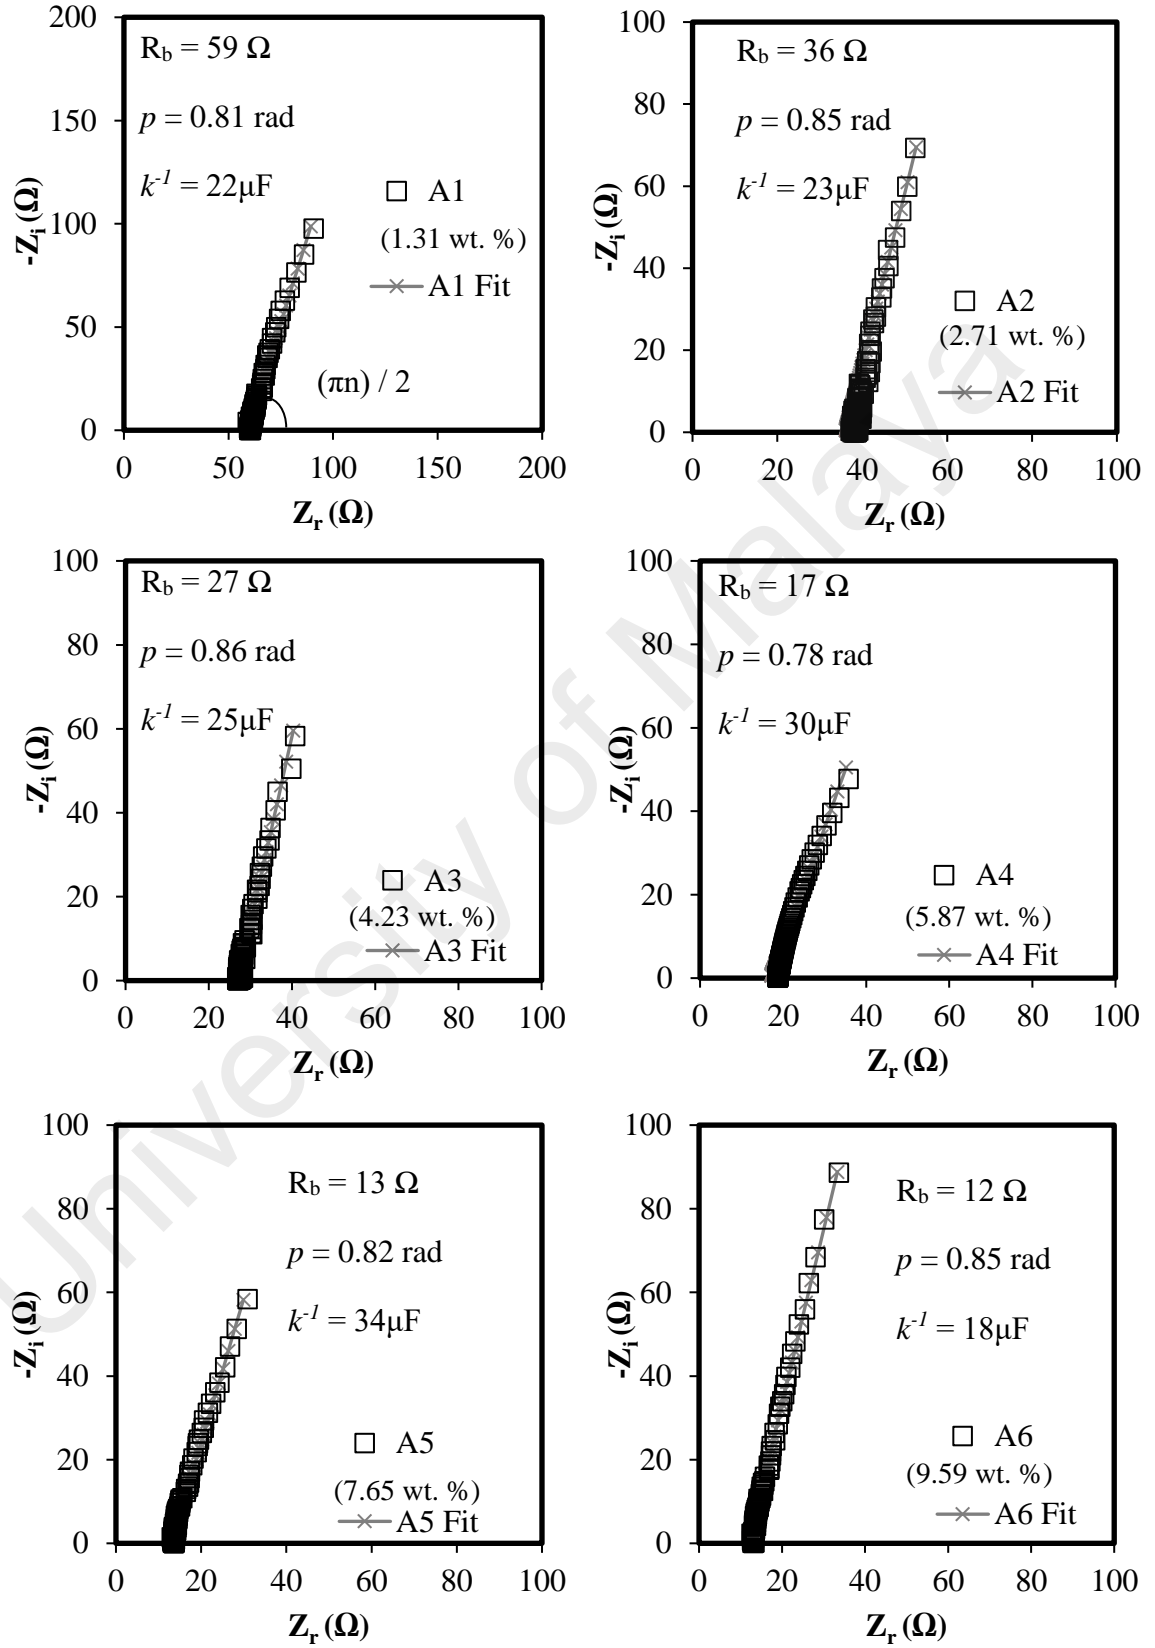 200
150
100
50
0
R_b = 59 Ω
p = 0.81 rad
k^-1 = 22μF
A1
(1.31 wt. %)
A1 Fit
(πn) / 2
0 50 100 150 200
-Z_i (Ω)
Z_r (Ω)
100
80
60
40
20
0
R_b = 36 Ω
p = 0.85 rad
k^-1 = 23μF
A2
(2.71 wt. %)
A2 Fit
0 20 40 60 80 100
-Z_i (Ω)
Z_r (Ω)
100
80
60
40
20
0
R_b = 27 Ω
p = 0.86 rad
k^-1 = 25μF
A3
(4.23 wt. %)
A3 Fit
0 20 40 60 80 100
-Z_i (Ω)
Z_r (Ω)
100
80
60
40
20
0
R_b = 17 Ω
p = 0.78 rad
k^-1 = 30μF
A4
(5.87 wt. %)
A4 Fit
0 20 40 60 80 100
-Z_i (Ω)
Z_r (Ω)
100
80
60
40
20
0
R_b = 13 Ω
p = 0.82 rad
k^-1 = 34μF
A5
(7.65 wt. %)
A5 Fit
0 20 40 60 80 100
-Z_i (Ω)
Z_r (Ω)
100
80
60
40
20
0
R_b = 12 Ω
p = 0.85 rad
k^-1 = 18μF
A6
(9.59 wt. %)
A6 Fit
0 20 40 60 80 100
-Z_i (Ω)
Z_r (Ω)
University of Malaya